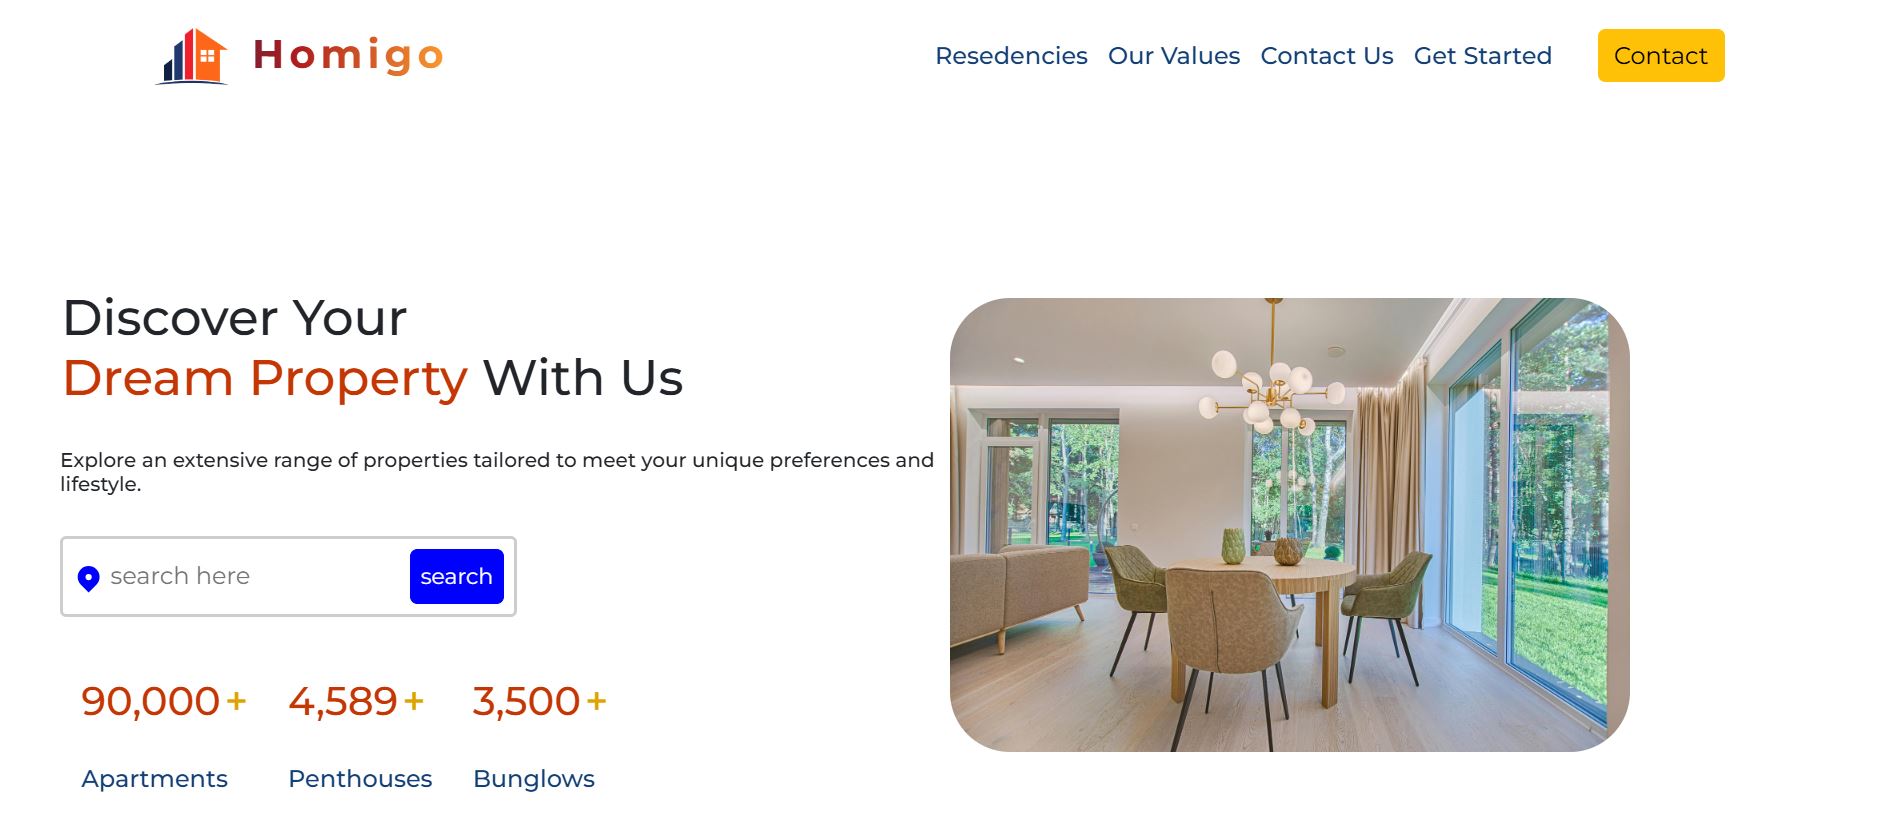 Homigo
Resedencies Our Values Contact Us Get Started Contact
Discover Your
Dream Property With Us
Explore an extensive range of properties tailored to meet your unique preferences and
lifestyle.
search here search
90,000+ 4,589+ 3,500+
Apartments Penthouses Bunglows